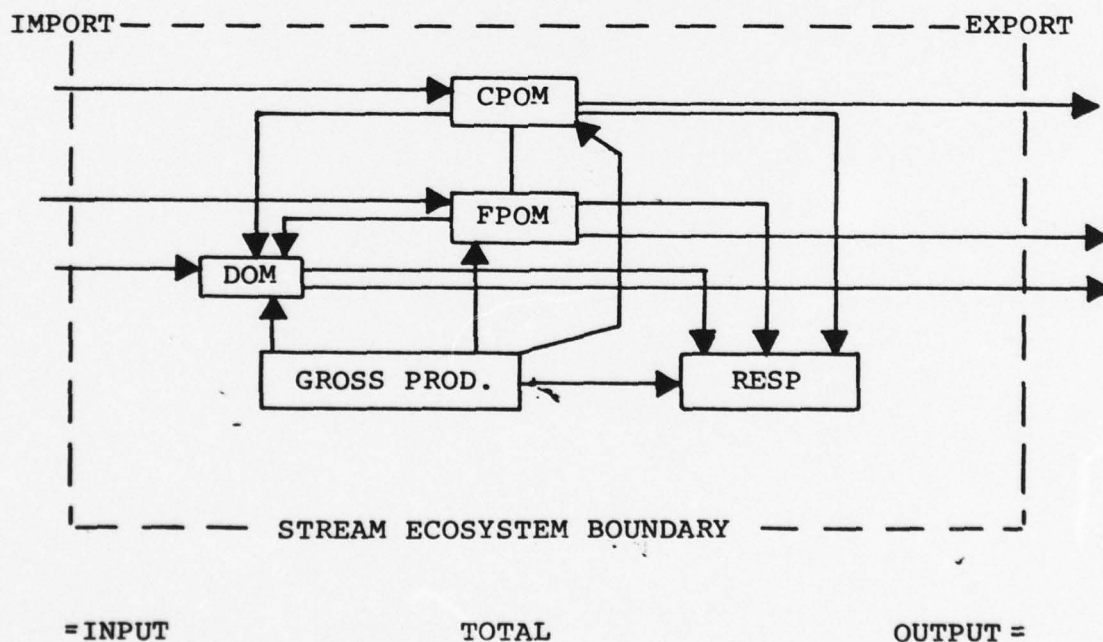 IMPORT EXPORT
CPOM
FPOM
DOM
GROSS PROD. RESP
STREAM ECOSYSTEM BOUNDARY
=INPUT TOTAL OUTPUT=